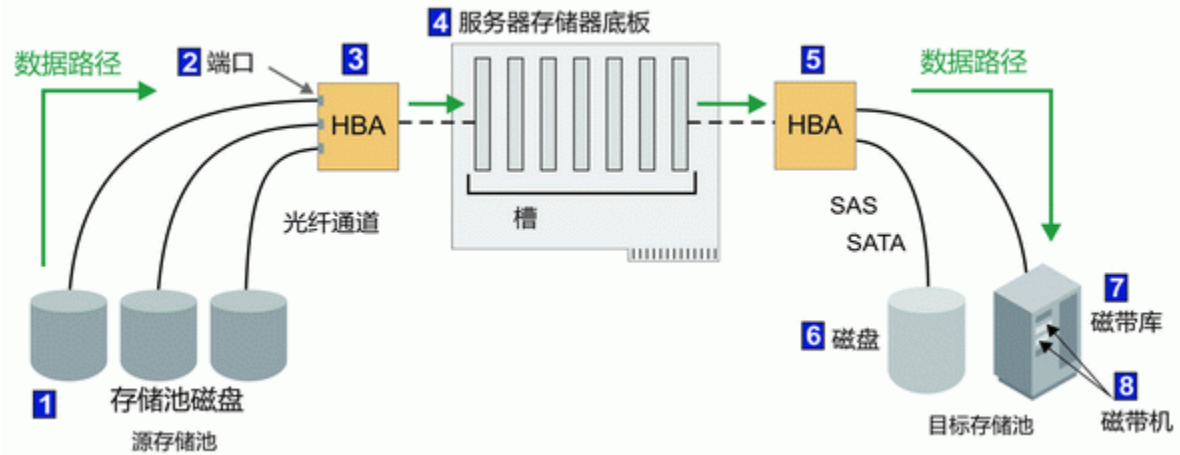 4 服务器存储器底板
数据路径
2 端口
3
5
数据路径
HBA
HBA
光纤通道
槽
SAS
SATA
7
磁带库
6 磁盘
8
磁带机
1
存储池磁盘
源存储池
目标存储池